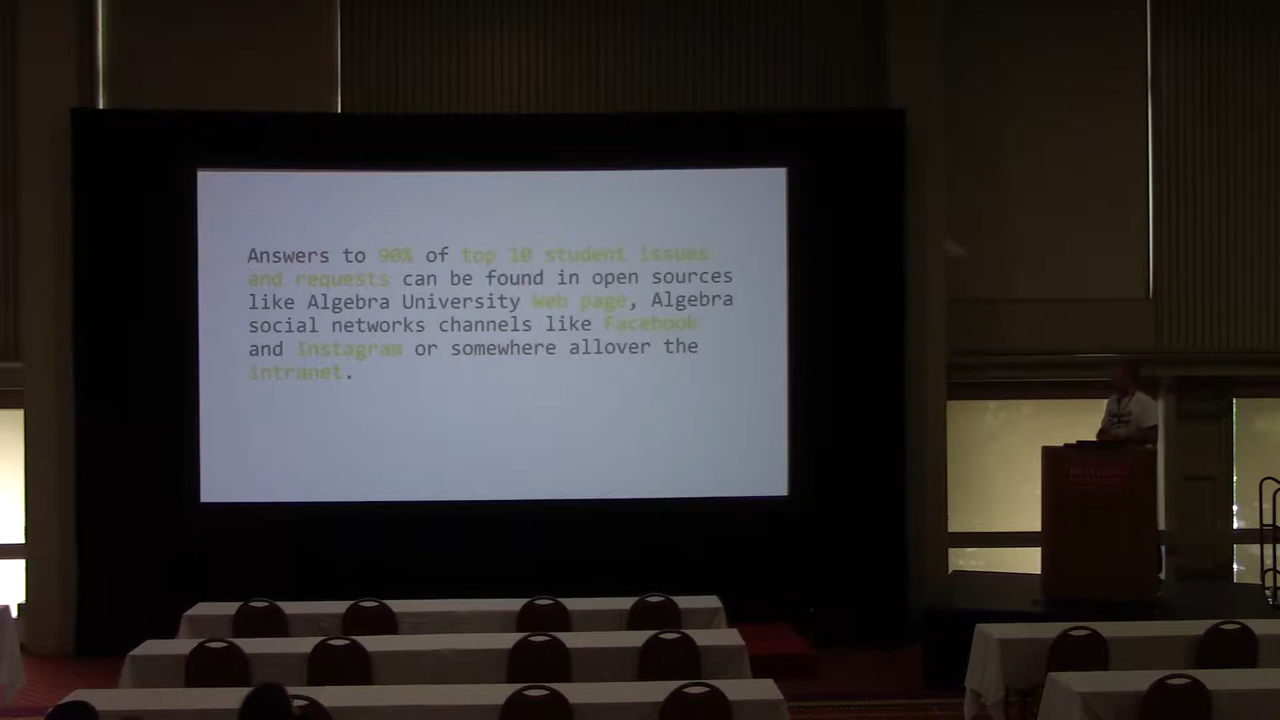 Answers to 90% of top 10 student issues
and requests can be found in open sources
like Algebra University Web page, Algebra
social networks channels like Facebook
and Instagram or somewhere allover the
intranet.